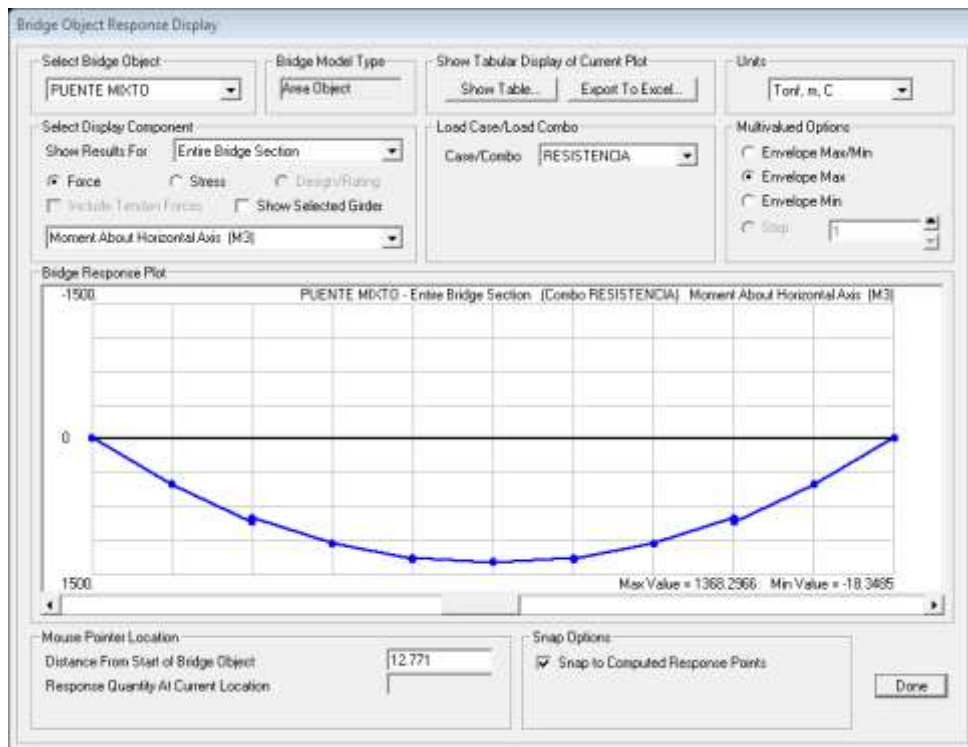 Bridge Object Response Display
Select Bridge Object
PUENTE MIXTO
Bridge Model Type
Area Object
Show Tabular Display of Current Plot
Show Table...
Export To Excel...
Units
Tonf, m, C
Select Display Component
Show Results For
Entire Bridge Section
Force
Stress
Design/Rating
Include Tendon Forces
Show Selected Girder
Moment About Horizontal Axis (M3)
Load Case/Load Combo
Case/Combo
RESISTENCIA
Multivalued Options
Envelope Max/Min
Envelope Max
Envelope Min
Step
1
Bridge Response Plot
-1500.
PUENTE MIXTO - Entire Bridge Section (Combo RESISTENCIA) Moment About Horizontal Axis (M3)
0
1500.
Max Value = 1368.2966 Min Value = -18.3485
Mouse Pointer Location
Distance From Start of Bridge Object
12.771
Response Quantity At Current Location
Snap Options
Snap to Computed Response Points
Done